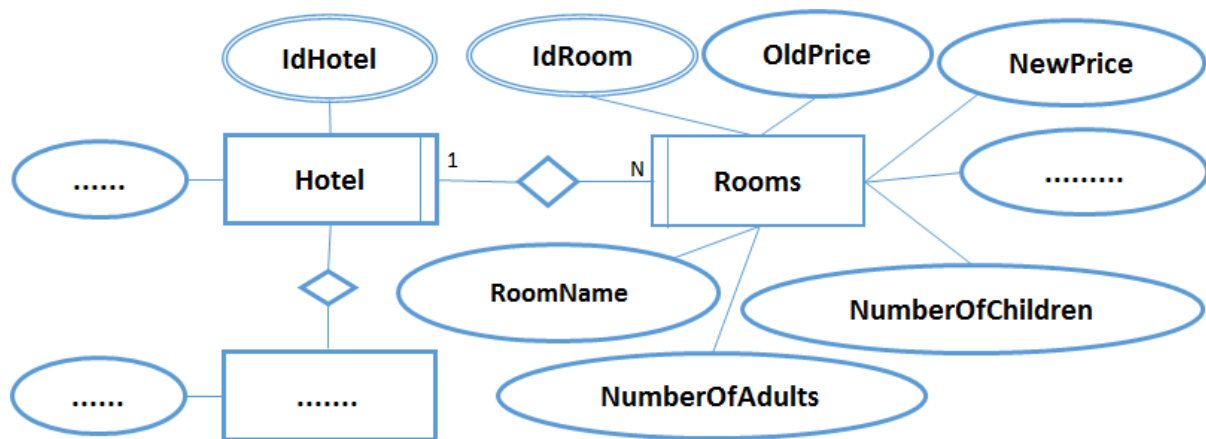 IdHotel
IdRoom
OldPrice
NewPrice
......
Hotel
1
N
Rooms
.........
RoomName
NumberOfChildren
......
.......
NumberOfAdults